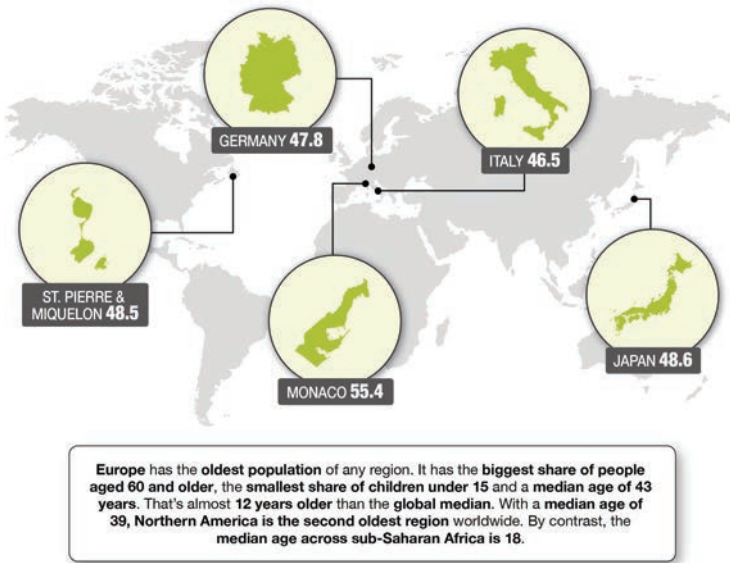 GERMANY 47.8
ITALY 46.5
ST. PIERRE &
MIQUELON 48.5
MONACO 55.4
JAPAN 48.6
Europe has the oldest population of any region. It has the biggest share of people
aged 60 and older, the smallest share of children under 15 and a median age of 43
years. That's almost 12 years older than the global median. With a median age of
39, Northern America is the second oldest region worldwide. By contrast, the
median age across sub-Saharan Africa is 18.